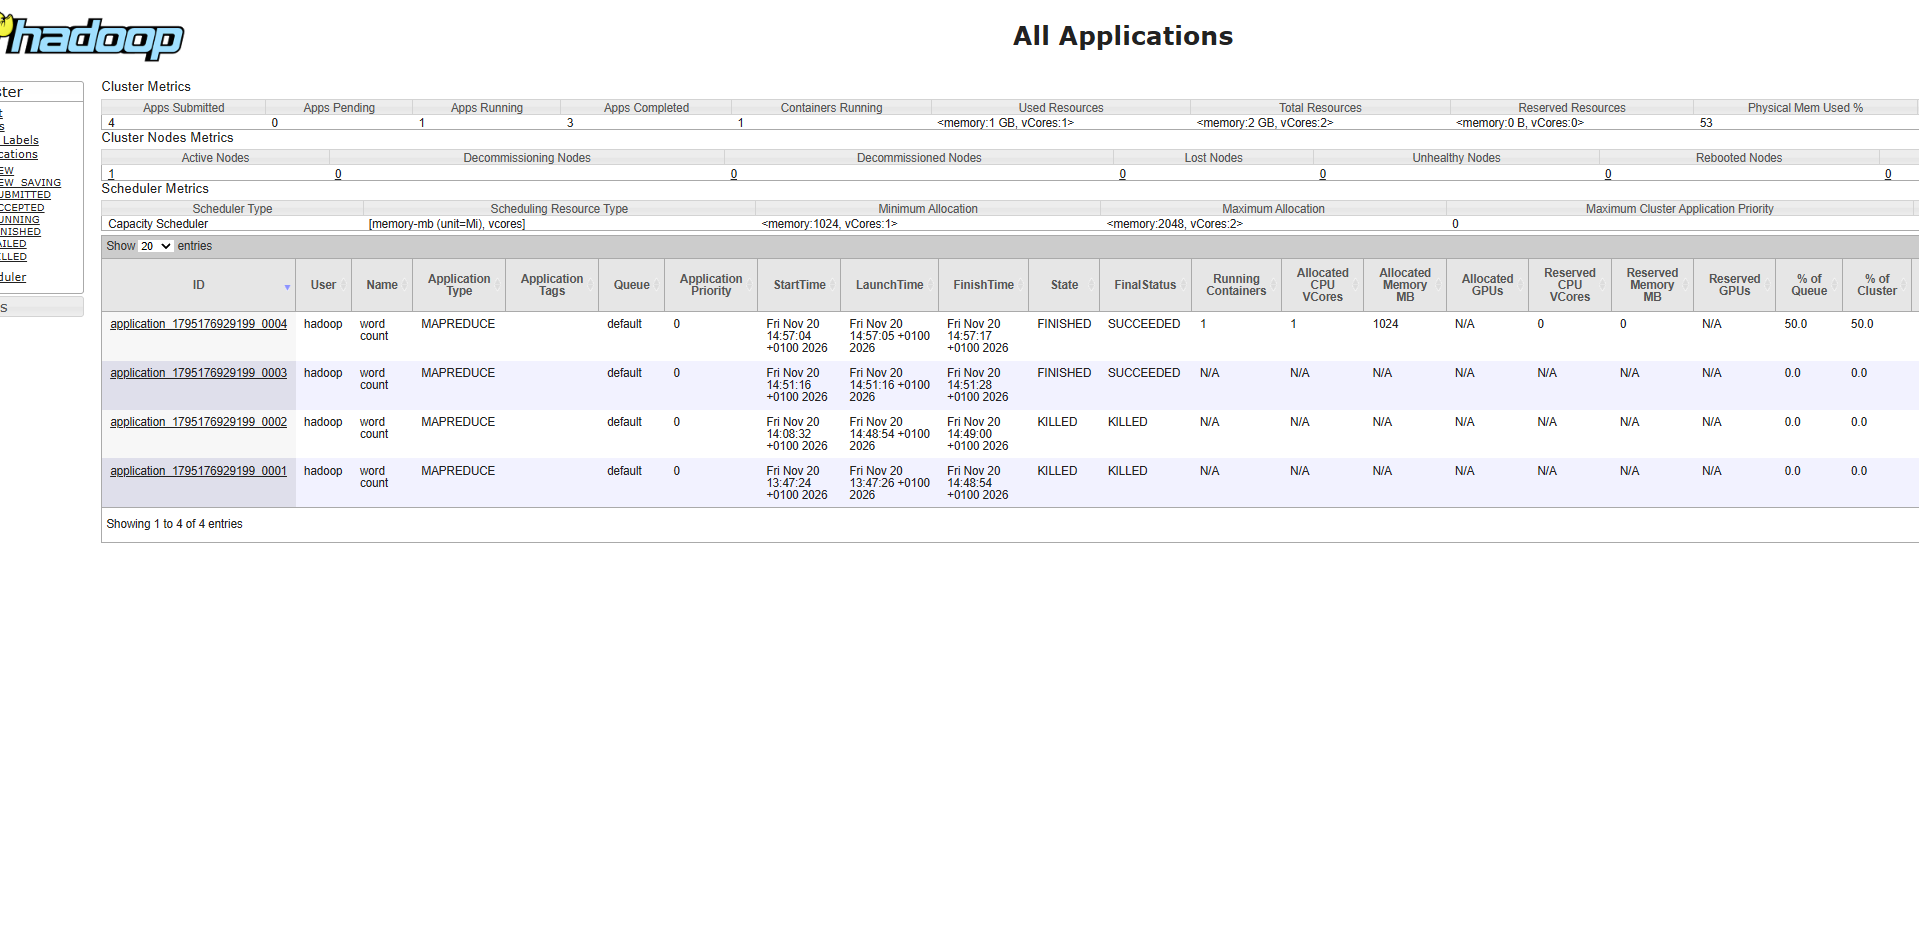 hadoop
All Applications
Cluster Metrics
Apps Submitted Apps Pending Apps Running Apps Completed Containers Running Used Resources Total Resources Reserved Resources Physical Mem Used %
4 0 1 3 1 <memory:1 GB, vCores:1> <memory:2 GB, vCores:2> <memory:0 B, vCores:0> 53
Cluster Nodes Metrics
Active Nodes Decommissioning Nodes Decommissioned Nodes Lost Nodes Unhealthy Nodes Rebooted Nodes
1 0 0 0 0 0 0
Scheduler Metrics
Scheduler Type Scheduling Resource Type Minimum Allocation Maximum Allocation Maximum Cluster Application Priority
Capacity Scheduler [memory-mb (unit=Mi), vcores] <memory:1024, vCores:1> <memory:2048, vCores:2> 0
Show 20 entries
ID User Name Application Type Application Tags Queue Application Priority StartTime LaunchTime FinishTime State FinalStatus Running Containers Allocated CPU VCores Allocated Memory MB Allocated GPUs Reserved CPU VCores Reserved Memory MB Reserved GPUs % of Queue % of Cluster
application_1795176929199_0004 hadoop word count MAPREDUCE default 0 Fri Nov 20 14:57:04 +0100 2026 Fri Nov 20 14:57:05 +0100 2026 Fri Nov 20 14:57:17 +0100 2026 FINISHED SUCCEEDED 1 1 1024 N/A 0 0 N/A 50.0 50.0
application_1795176929199_0003 hadoop word count MAPREDUCE default 0 Fri Nov 20 14:51:16 +0100 2026 Fri Nov 20 14:51:16 +0100 2026 Fri Nov 20 14:51:28 +0100 2026 FINISHED SUCCEEDED N/A N/A N/A N/A N/A N/A N/A 0.0 0.0
application_1795176929199_0002 hadoop word count MAPREDUCE default 0 Fri Nov 20 14:08:32 +0100 2026 Fri Nov 20 14:48:54 +0100 2026 Fri Nov 20 14:49:00 +0100 2026 KILLED KILLED N/A N/A N/A N/A N/A N/A N/A 0.0 0.0
application_1795176929199_0001 hadoop word count MAPREDUCE default 0 Fri Nov 20 13:47:24 +0100 2026 Fri Nov 20 13:47:26 +0100 2026 Fri Nov 20 14:48:54 +0100 2026 KILLED KILLED N/A N/A N/A N/A N/A N/A N/A 0.0 0.0
Showing 1 to 4 of 4 entries
ster
t
s
Labels
cations
EW
EW_SAVING
UBMITTED
CCEPTED
UNNING
NISHED
AILED
LLED
duler
s